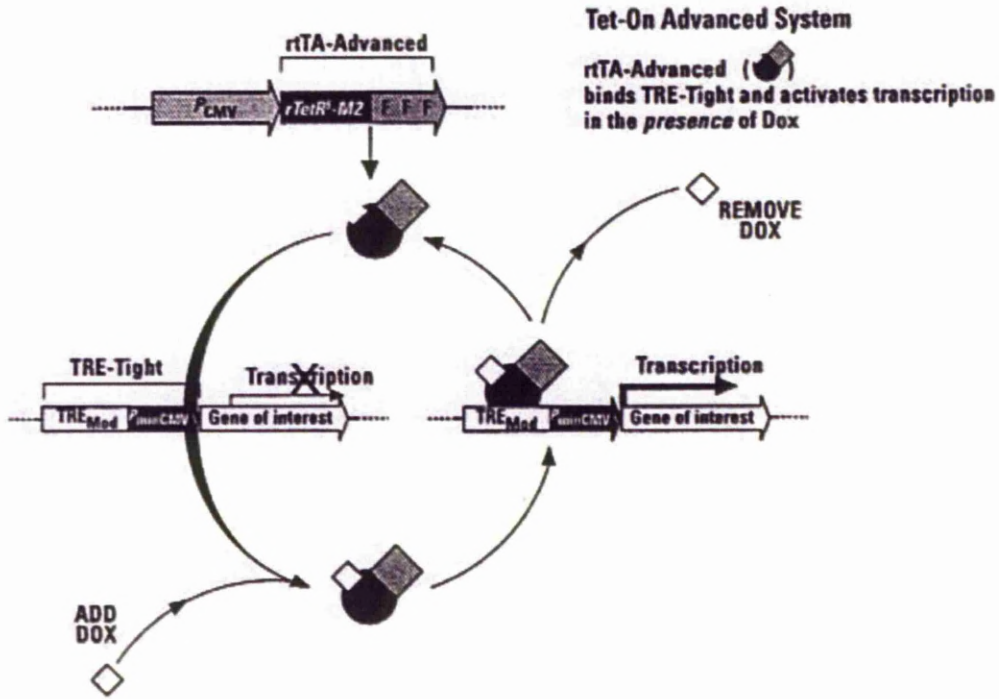 Tet-On Advanced System
rtTA-Advanced ( )
binds TRE-Tight and activates transcription
in the presence of Dox
rtTA-Advanced
PCMV
rTetR -M2
F F F
REMOVE
DOX
TRE-Tight
Transcription
TREMod
PminCMV
Gene of interest
Transcription
TREMod
PminCMV
Gene of interest
ADD
DOX